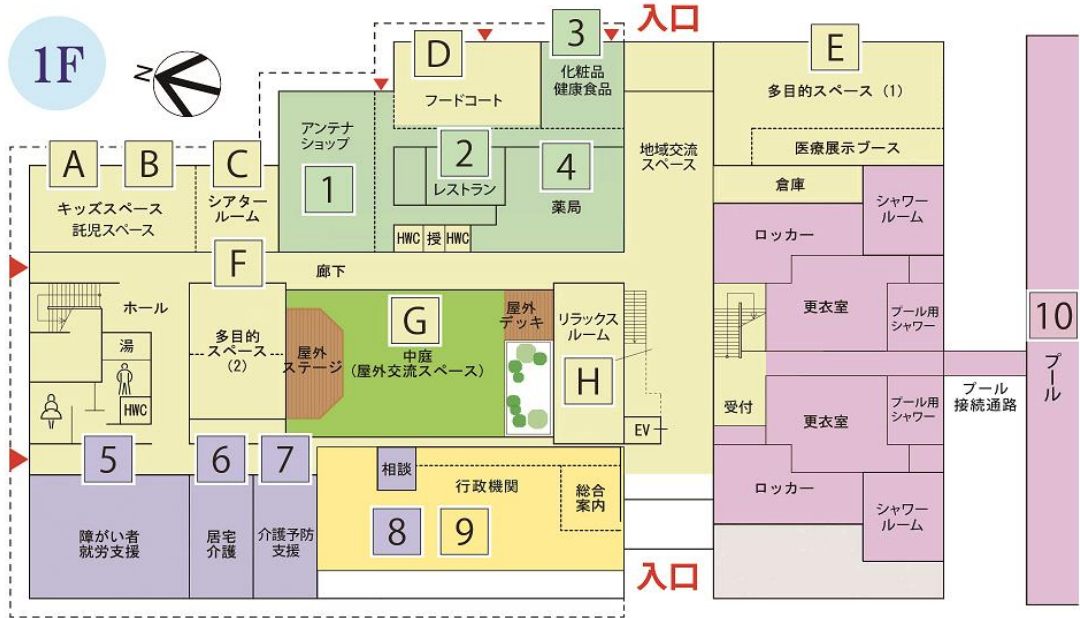 1F
N
入口
D
フードコート
3
化粧品
健康食品
E
多目的スペース（1）
医療展示ブース
アンテナ
ショップ
1
2
レストラン
4
薬局
地域交流
スペース
A
B
C
キッズスペース
託児スペース
シアター
ルーム
倉庫
シャワー
ルーム
ロッカー
HWC
授
HWC
F
廊下
ホール
多目的
スペース
（2）
湯
HWC
屋外
ステージ
G
中庭
（屋外交流スペース）
屋外
デッキ
リラックス
ルーム
H
EV
更衣室
プール用
シャワー
10
プール
プール
接続通路
受付
更衣室
プール用
シャワー
ロッカー
シャワー
ルーム
5
障がい者
就労支援
6
居宅
介護
7
介護予防
支援
相談
8
行政機関
9
総合
案内
入口